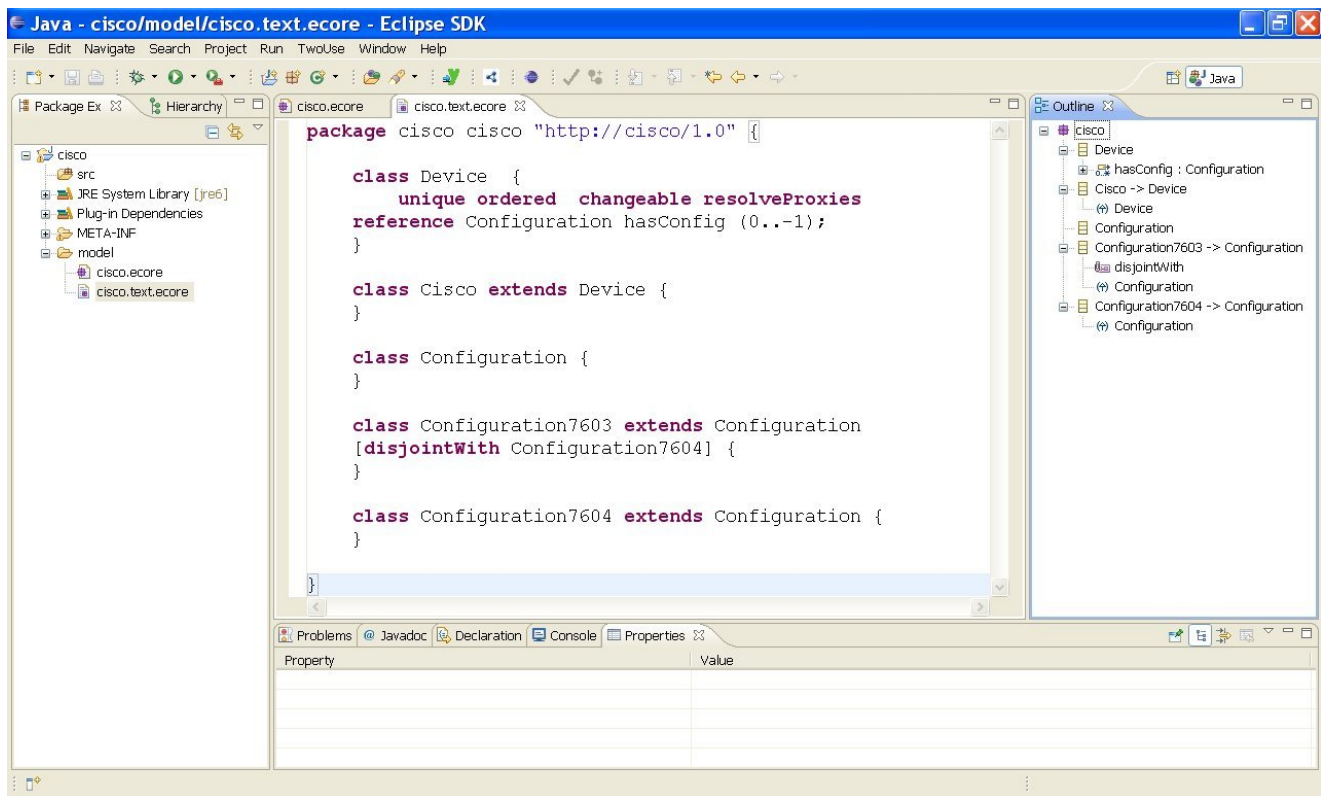 Java - cisco/model/cisco.text.ecore - Eclipse SDK
File Edit Navigate Search Project Run TwoUse Window Help
Java
Package Ex
Hierarchy
cisco.ecore
cisco.text.ecore
Outline
cisco
src
JRE System Library [jre6]
Plug-in Dependencies
META-INF
model
cisco.ecore
cisco.text.ecore
package cisco cisco "http://cisco/1.0" {
class Device {
unique ordered changeable resolveProxies
reference Configuration hasConfig (0..-1);
}
class Cisco extends Device {
}
class Configuration {
}
class Configuration7603 extends Configuration
[disjointWith Configuration7604] {
}
class Configuration7604 extends Configuration {
}
}
cisco
Device
hasConfig : Configuration
Cisco -> Device
Device
Configuration
Configuration7603 -> Configuration
disjointWith
Configuration
Configuration7604 -> Configuration
Configuration
Problems @ Javadoc Declaration Console Properties
Property Value